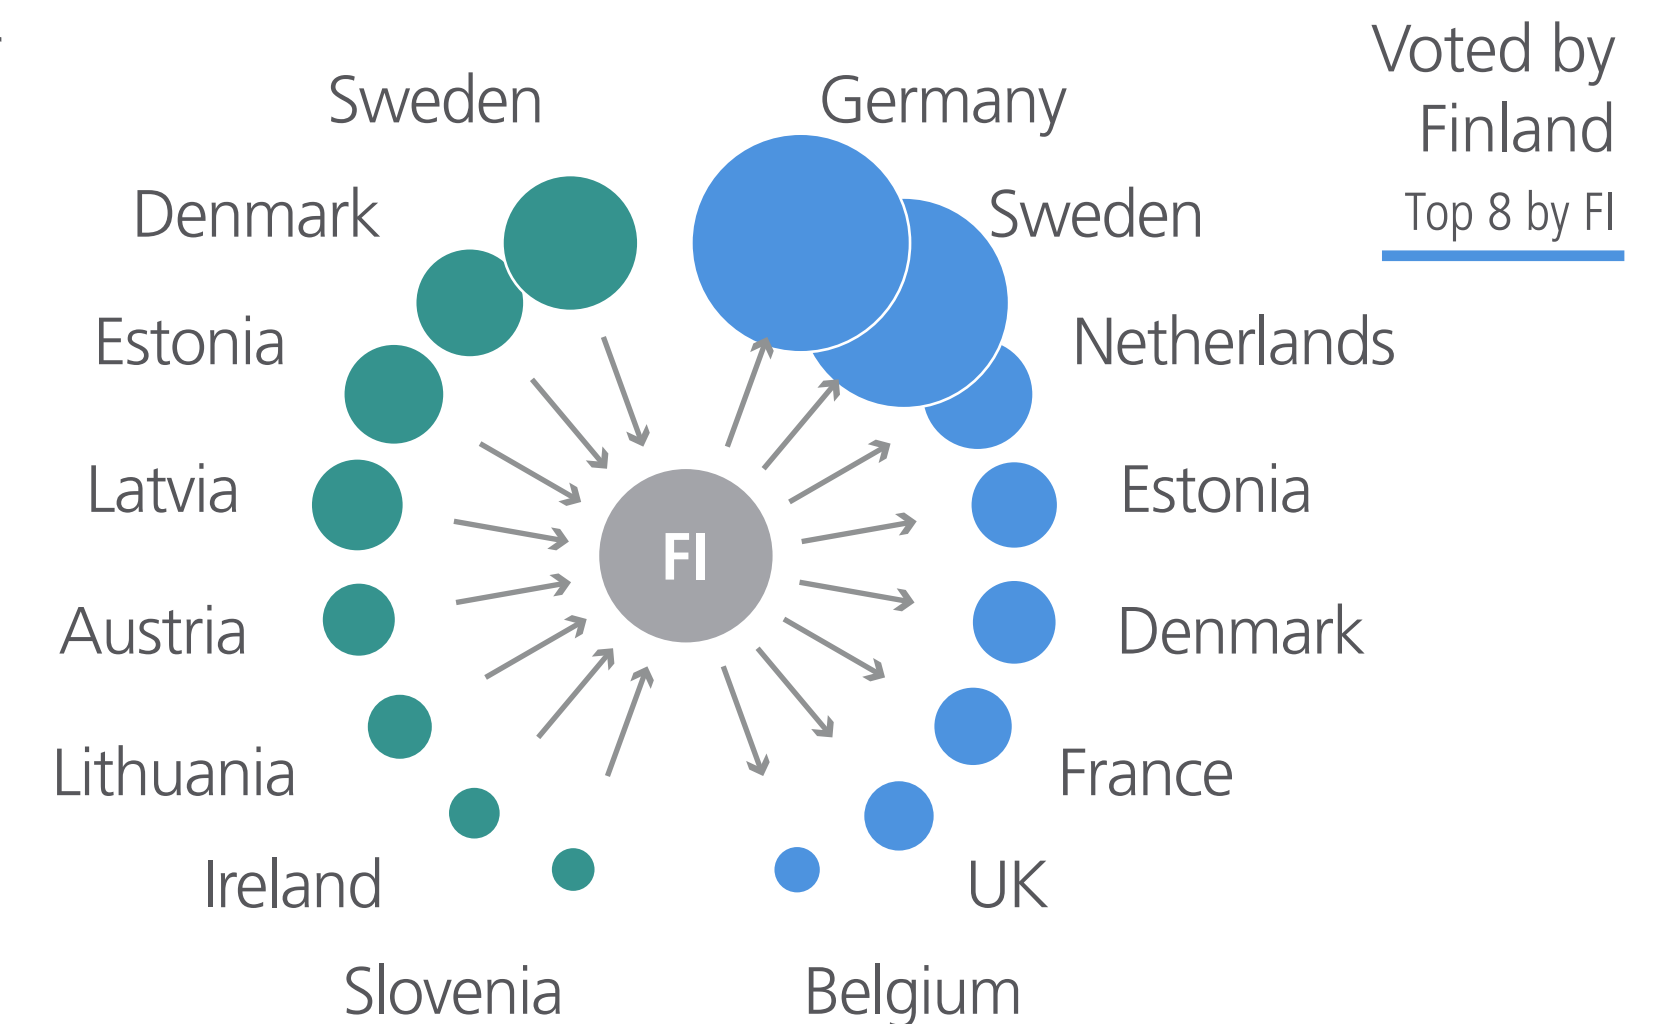 Voted by
Finland
Top 8 by FI
Sweden
Germany
Denmark
Sweden
Estonia
Netherlands
Latvia
Estonia
FI
Austria
Denmark
Lithuania
France
Ireland
UK
Slovenia
Belgium